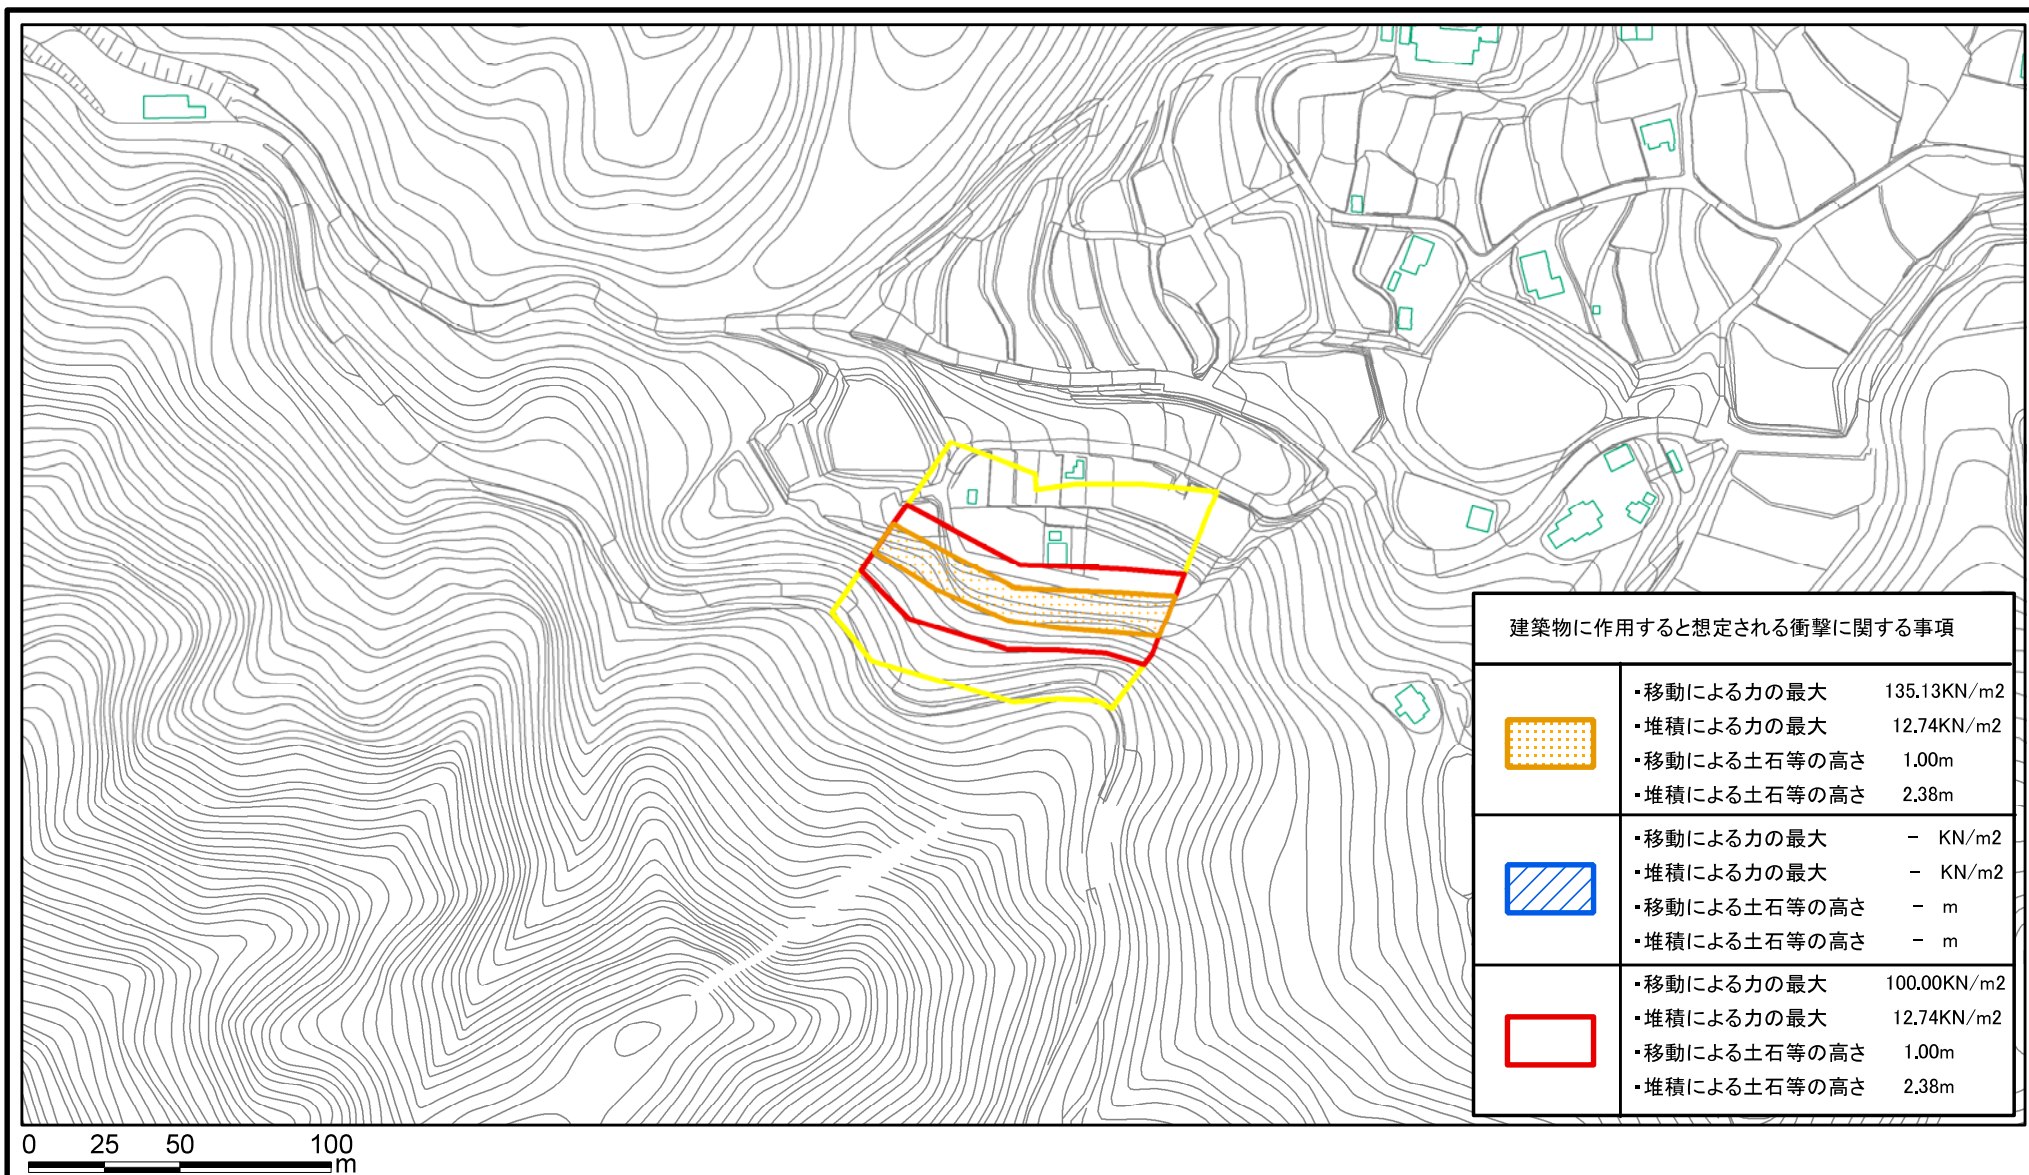 建築物に作用すると想定される衝撃に関する事項
・移動による力の最大 135.13KN/m2
・堆積による力の最大 12.74KN/m2
・移動による土石等の高さ 1.00m
・堆積による土石等の高さ 2.38m
・移動による力の最大 － KN/m2
・堆積による力の最大 － KN/m2
・移動による土石等の高さ － m
・堆積による土石等の高さ － m
・移動による力の最大 100.00KN/m2
・堆積による力の最大 12.74KN/m2
・移動による土石等の高さ 1.00m
・堆積による土石等の高さ 2.38m
0 25 50 100
m